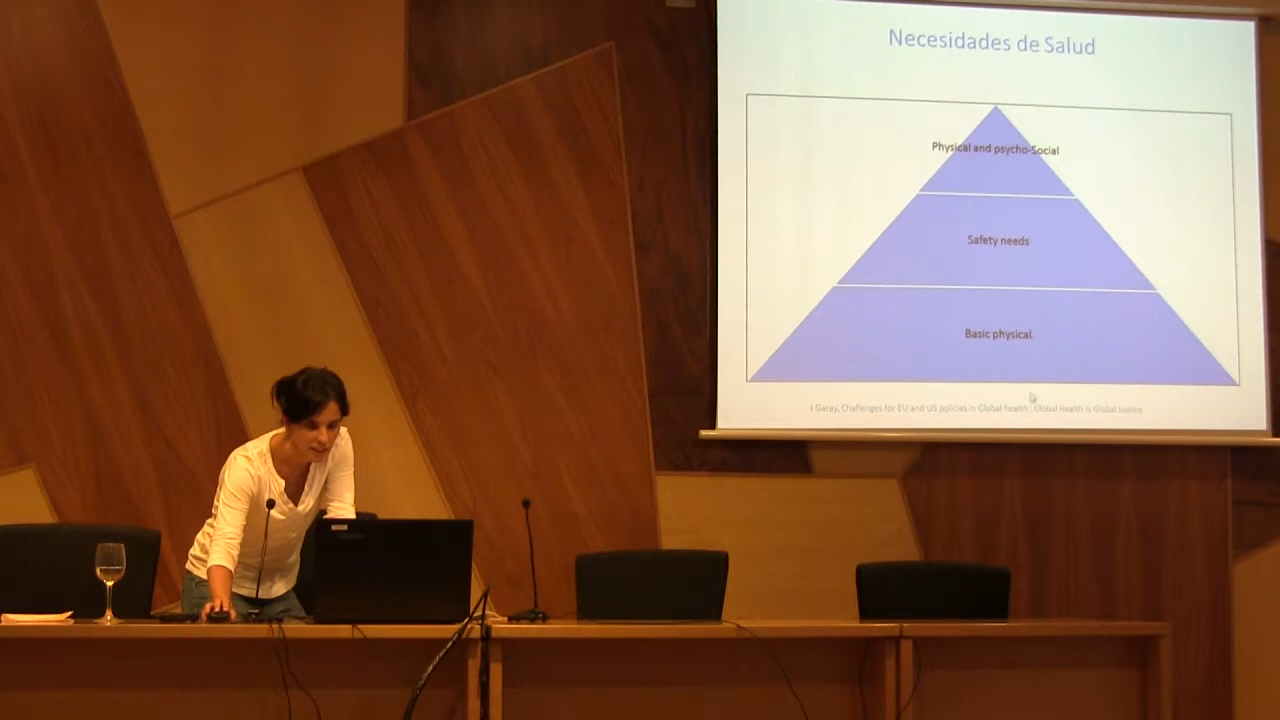 Necesidades de Salud
Physical and psycho-Social
Safety needs
Basic physical.
J Garay, Challenges for EU and US policies in Global health : Global Health is Global Justice